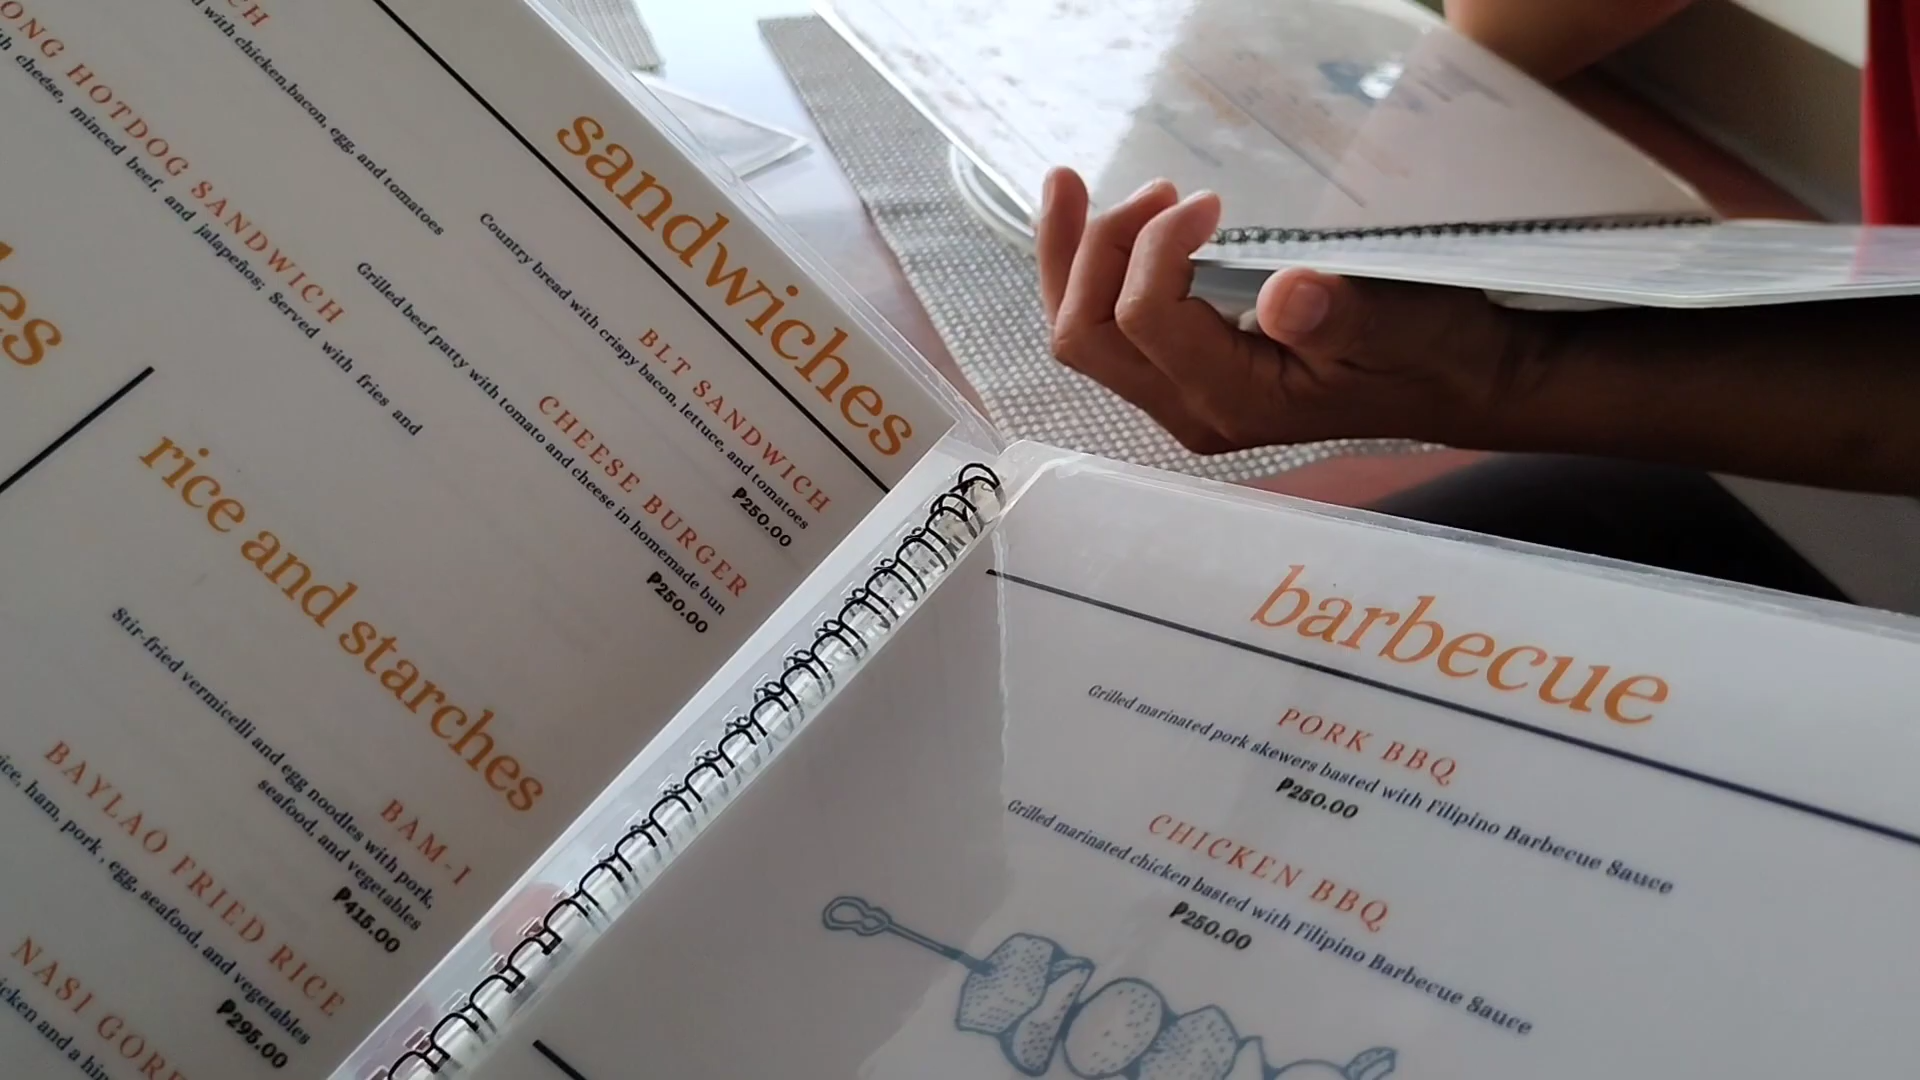 sandwiches
BLT SANDWICH
Country bread with crispy bacon, lettuce, and tomatoes
₱250.00
CHEESE BURGER
Grilled beef patty with tomato and cheese in homemade bun
₱250.00
with chicken,bacon, egg, and tomatoes
HOTDOG SANDWICH
cheese, minced beef, and jalapeños; Served with fries and
rice and starches
BAM-I
Stir-fried vermicelli and egg noodles with pork,
seafood, and vegetables
₱415.00
BAYLAO FRIED RICE
ham, pork , egg, seafood, and vegetables
₱295.00
NASI
and a
barbecue
PORK BBQ
Grilled marinated pork skewers basted with Filipino Barbecue Sauce
₱250.00
CHICKEN BBQ
Grilled marinated chicken basted with Filipino Barbecue Sauce
₱250.00